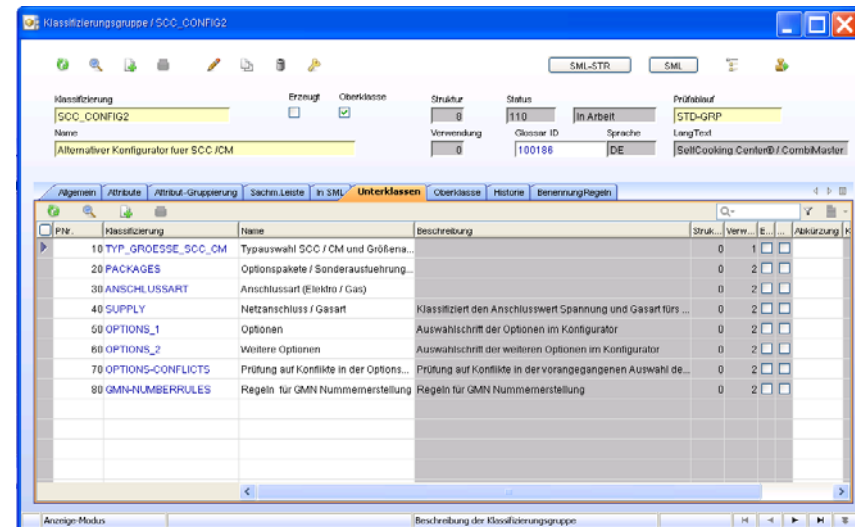 Klassifizierungsgruppe / SCC_CONFIG2
SML-STR SML
Klassifizierung Erzeugt Oberklasse Struktur Status Prüfablauf
SCC_CONFIG2 0 110 In Arbeit STD-GRP
Name Verwendung Glossar ID Sprache LangText
Alternativer Konfigurator fuer SCC /CM 0 100186 DE SelfCooking Center® / CombiMaster
Allgemein Attribute Attribut-Gruppierung Sachm.Leiste In SML Unterklassen Oberklasse Historie BenennungRegeln
PNr. Klassifizierung Name Beschreibung Struk... Verw... E... ... Abkürzung K
10 TYP_GROESSE_SCC_CM Typauswahl SCC / CM und Größena... 0 1
20 PACKAGES Optionspakete / Sonderausfuehrung... 0 2
30 ANSCHLUSSART Anschlussart (Elektro / Gas) 0 2
40 SUPPLY Netzanschluss / Gasart Klassifiziert den Anschlusswert Spannung und Gasart fürs ... 0 2
50 OPTIONS_1 Optionen Auswahlschritt der Optionen im Konfigurator 0 2
60 OPTIONS_2 Weitere Optionen Auswahlschritt der weiteren Optionen im Konfigurator 0 2
70 OPTIONS-CONFLICTS Prüfung auf Konflikte in der Options... Prüfung auf Konflikte in der vorangegangenen Auswahl de... 0 2
80 GMN-NUMBERRULES Regeln für GMN Nummernerstellung Regeln für GMN Nummernerstellung 0 2
Anzeige-Modus Beschreibung der Klassifizierungsgruppe